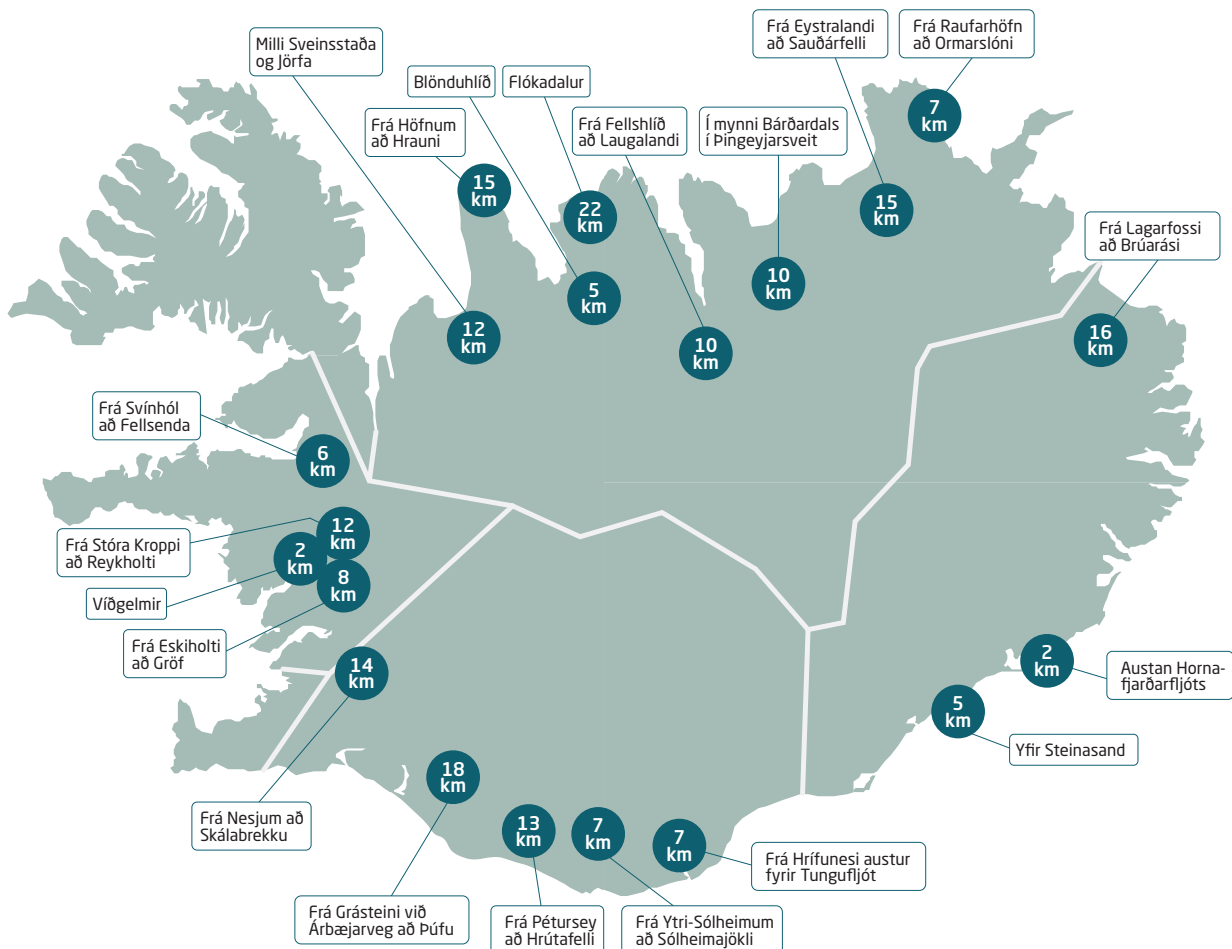 Milli Sveinsstaða
og Jörfa
Blönduhlíð
Flókadalur
Frá Eystralandi
að Sauðárfelli
Frá Raufarhöfn
að Ormarslóni
Frá Höfnum
að Hrauni
Frá Fellshlíð
að Laugalandi
Í mynni Bárðardals
í Þingeyjarsveit
7
km
15
km
22
km
15
km
Frá Lagarfossi
að Brúarási
10
km
5
km
12
km
10
km
16
km
Frá Svínhól
að Fellsenda
6
km
Frá Stóra Kroppi
að Reykholti
12
km
2
km
Víðgelmir
8
km
Frá Eskiholti
að Gröf
14
km
2
km
Austan Horna-
fjarðarfljóts
5
km
Yfir Steinasand
18
km
Frá Nesjum að
Skálabrekku
13
km
7
km
7
km
Frá Hrífunesi austur
fyrir Tungufljót
Frá Grásteini við
Árbæjarveg að Þúfu
Frá Pétursey
að Hrútafelli
Frá Ytri-Sólheimum
að Sólheimajökli